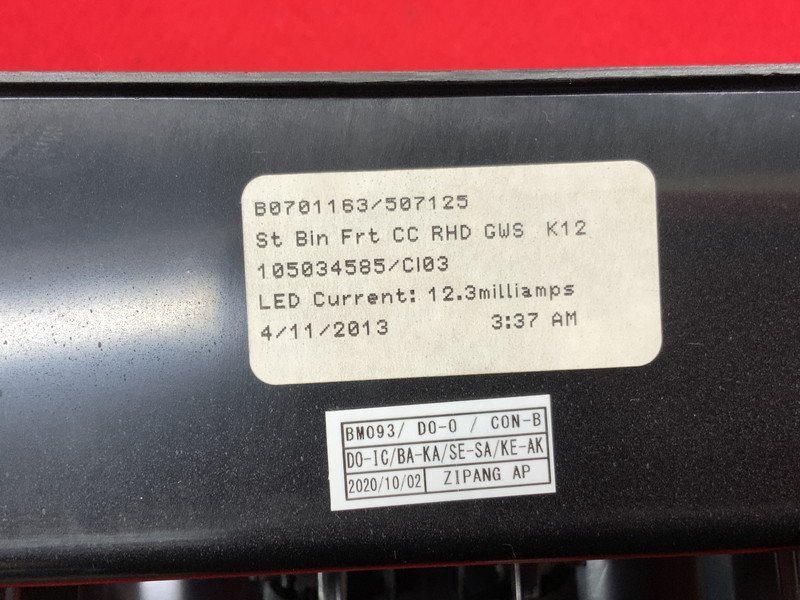 B0701163/507125
St Bin Frt CC RHD GWS K12
105034585/CI03
LED Current: 12.3milliamps
4/11/2013 3:37 AM
BM093/ DO-O / CON-B
DO-IC/BA-KA/SE-SA/KE-AK
2020/10/02 ZIPANG AP